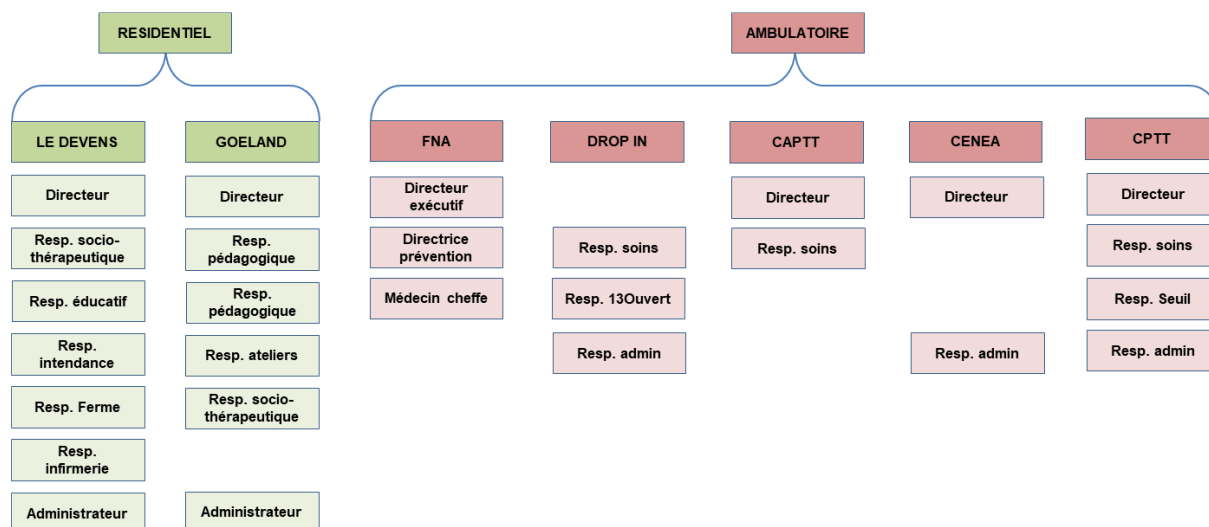 RESIDENTIEL
AMBULATOIRE
LE DEVENS
GOELAND
FNA
DROP IN
CAPTT
CENEA
CPTT
Directeur
Directeur
Directeur
exécutif
Directeur
Directeur
Directeur
Resp. socio-
thérapeutique
Resp.
pédagogique
Directrice
prévention
Resp. soins
Resp. soins
Resp. soins
Resp. éducatif
Resp.
pédagogique
Médecin cheffe
Resp. 13Ouvert
Resp. Seuil
Resp.
intendance
Resp. ateliers
Resp. admin
Resp. admin
Resp. admin
Resp. Ferme
Resp. socio-
thérapeutique
Resp.
infirmerie
Administrateur
Administrateur